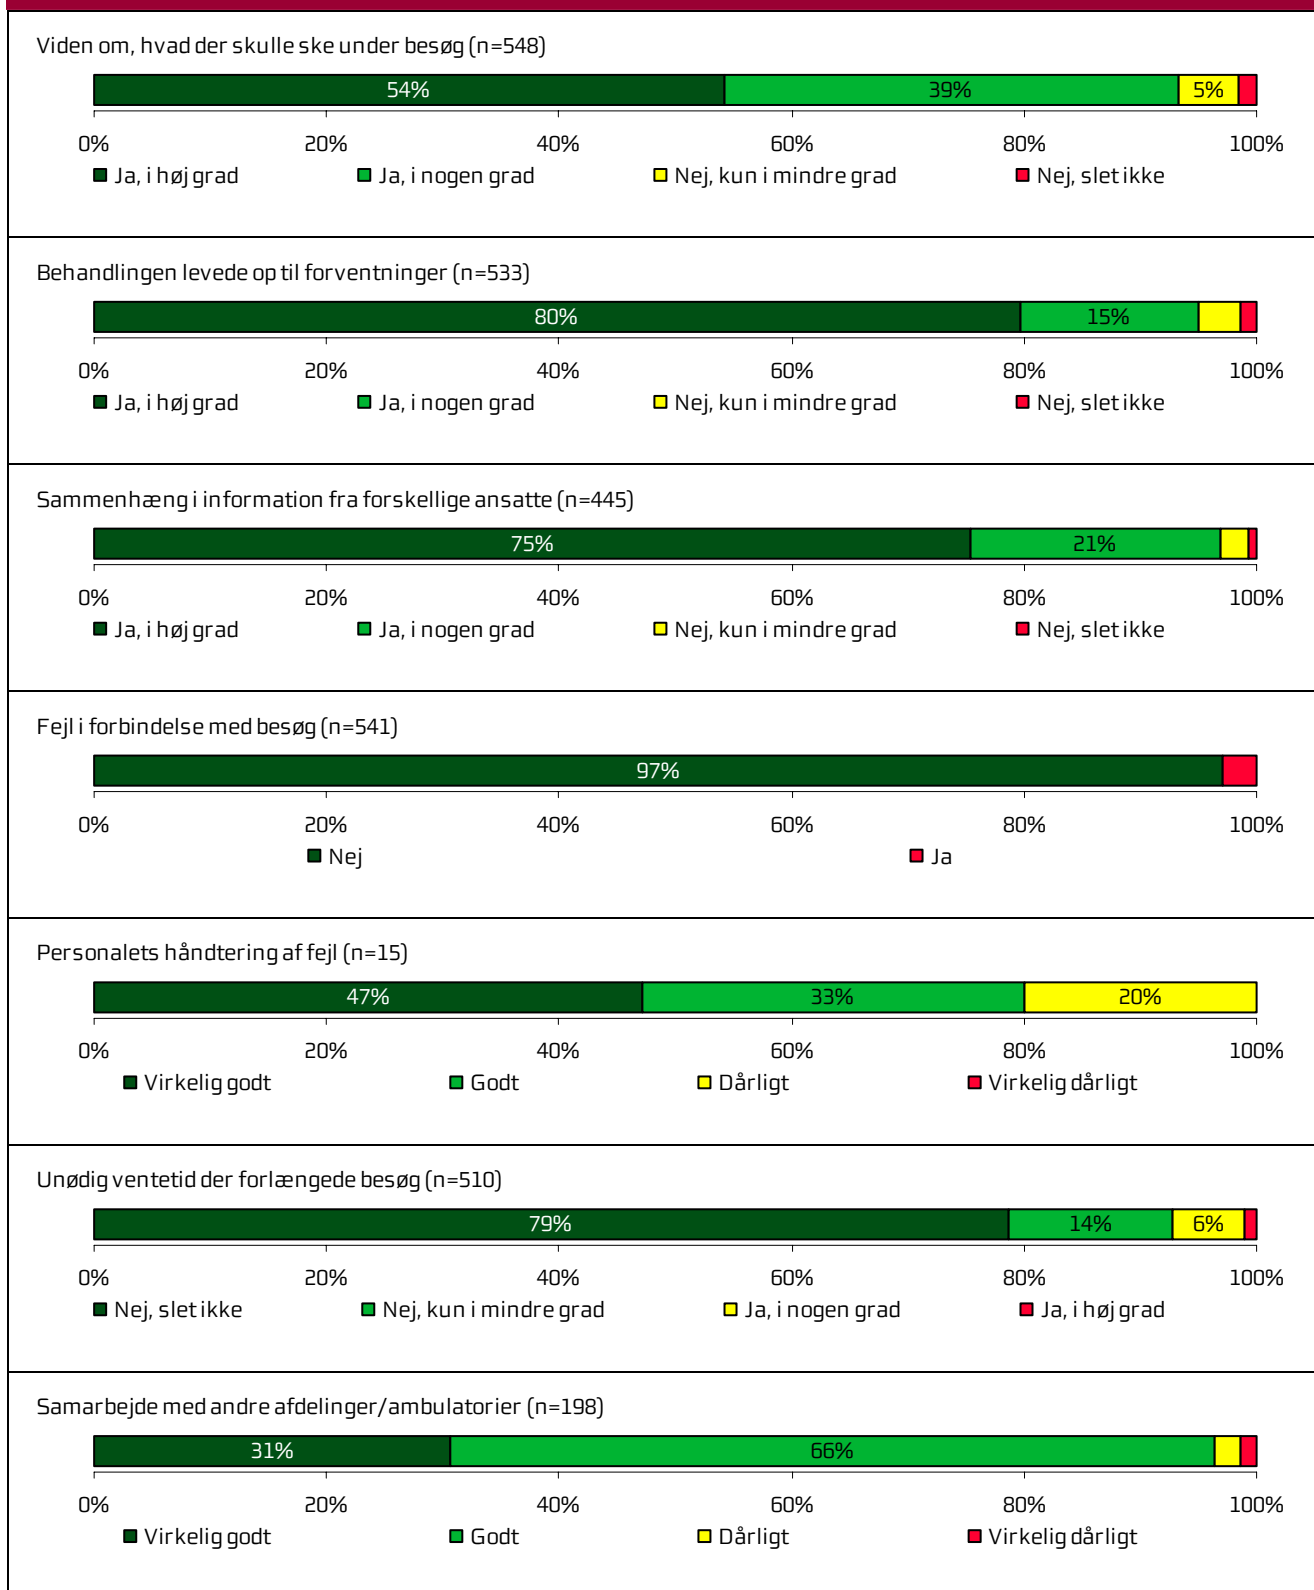 Viden om, hvad der skulle ske under besøg (n=548)
54% 39% 5%
0% 20% 40% 60% 80% 100%
Ja, i høj grad Ja, i nogen grad Nej, kun i mindre grad Nej, slet ikke
Behandlingen levede op til forventninger (n=533)
80% 15%
0% 20% 40% 60% 80% 100%
Ja, i høj grad Ja, i nogen grad Nej, kun i mindre grad Nej, slet ikke
Sammenhæng i information fra forskellige ansatte (n=445)
75% 21%
0% 20% 40% 60% 80% 100%
Ja, i høj grad Ja, i nogen grad Nej, kun i mindre grad Nej, slet ikke
Fejl i forbindelse med besøg (n=541)
97%
0% 20% 40% 60% 80% 100%
Nej Ja
Personalets håndtering af fejl (n=15)
47% 33% 20%
0% 20% 40% 60% 80% 100%
Virkelig godt Godt Dårligt Virkelig dårligt
Unødig ventetid der forlængede besøg (n=510)
79% 14% 6%
0% 20% 40% 60% 80% 100%
Nej, slet ikke Nej, kun i mindre grad Ja, i nogen grad Ja, i høj grad
Samarbejde med andre afdelinger/ambulatorier (n=198)
31% 66%
0% 20% 40% 60% 80% 100%
Virkelig godt Godt Dårligt Virkelig dårligt